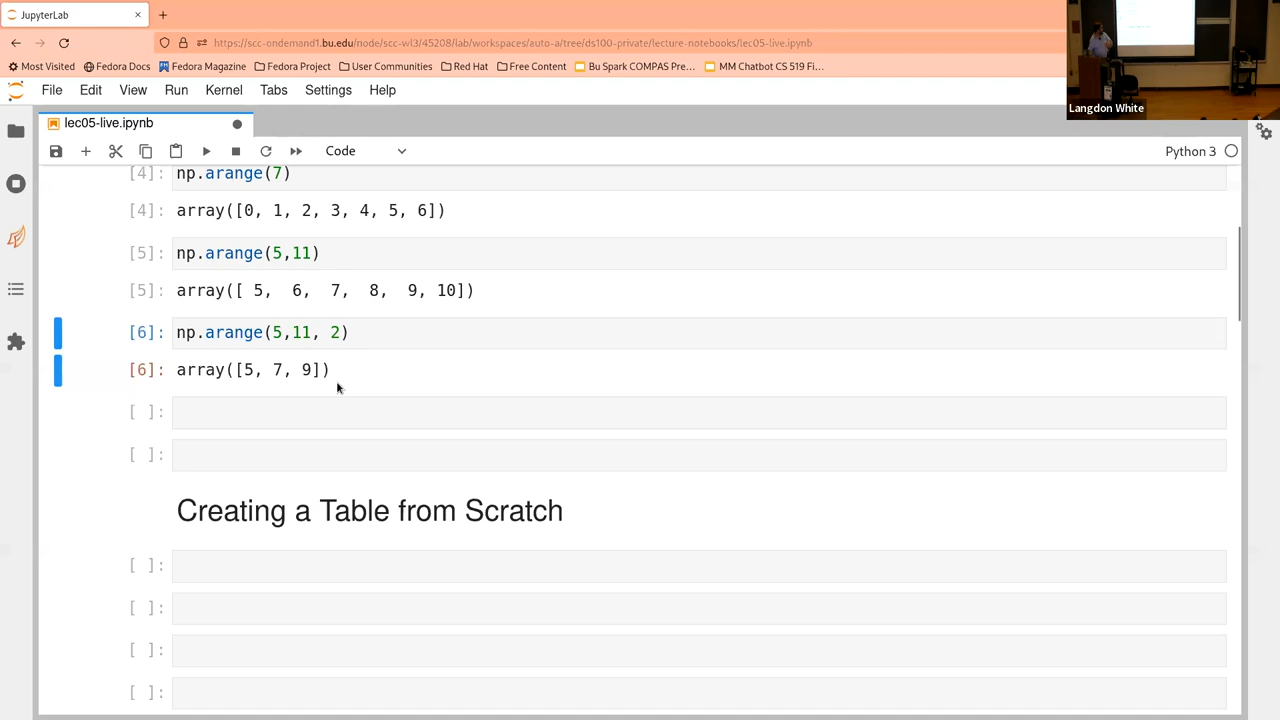 JupyterLab
https://scc-ondemand1.bu.edu/node/scc-wl3/45208/lab/workspaces/auto-a/tree/ds100-private/lecture-notebooks/lec05-live.ipynb
Most Visited Fedora Docs Fedora Magazine Fedora Project User Communities Red Hat Free Content Bu Spark COMPAS Pre… MM Chatbot CS 519 Fi…
Langdon White
File Edit View Run Kernel Tabs Settings Help
lec05-live.ipynb
Code Python 3
[4]: np.arange(7)
[4]: array([0, 1, 2, 3, 4, 5, 6])
[5]: np.arange(5,11)
[5]: array([ 5,  6,  7,  8,  9, 10])
[6]: np.arange(5,11, 2)
[6]: array([5, 7, 9])
[ ]:
[ ]:
Creating a Table from Scratch
[ ]:
[ ]:
[ ]:
[ ]: